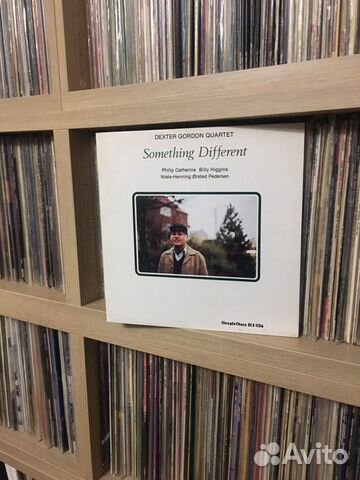 DEXTER GORDON QUARTET
Something Different
Philip Catherine Billy Higgins
Niels-Henning Ørsted Pedersen
SteepleChase SCS 1136
Avito